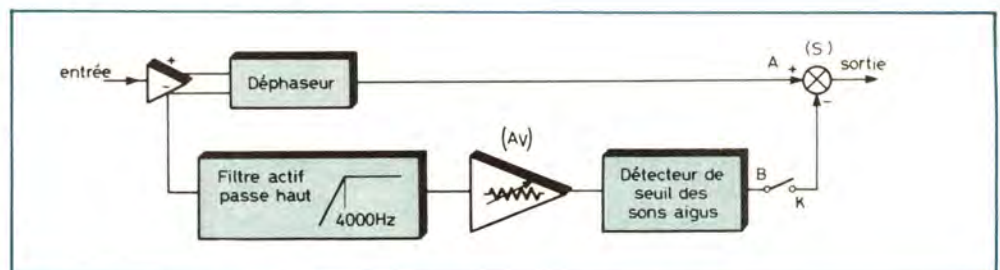 entrée
+
-
Déphaseur
A
+
(S)
sortie
-
Filtre actif
passe haut
4000Hz
(Av)
Détecteur de
seuil des
sons aigus
B
K